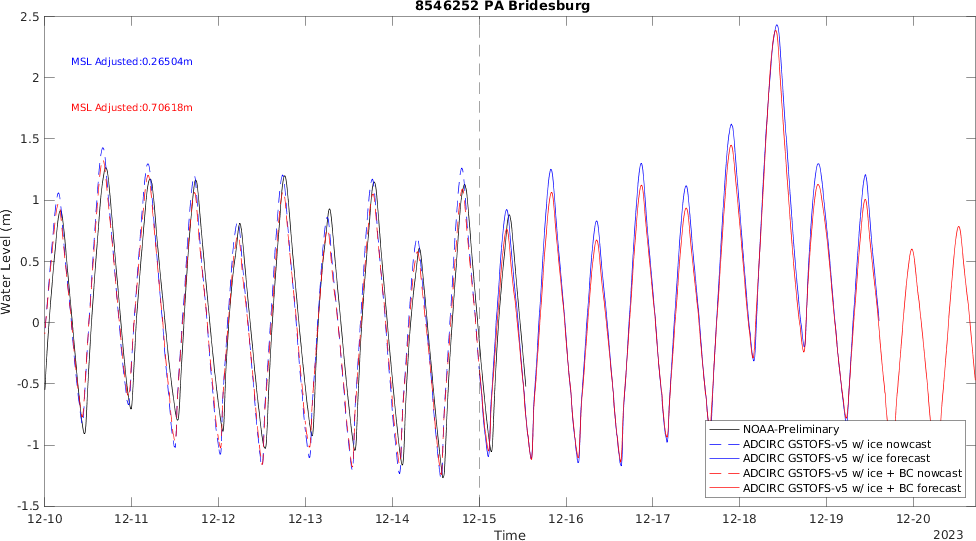 8546252 PA Bridesburg
2.5
MSL Adjusted:0.26504m
2
MSL Adjusted:0.70618m
1.5
1
0.5
Water Level (m)
0
-0.5
-1
-1.5
NOAA-Preliminary
ADCIRC GSTOFS-v5 w/ ice nowcast
ADCIRC GSTOFS-v5 w/ ice forecast
ADCIRC GSTOFS-v5 w/ ice + BC nowcast
ADCIRC GSTOFS-v5 w/ ice + BC forecast
12-10 12-11 12-12 12-13 12-14 12-15 12-16 12-17 12-18 12-19 12-20
Time
2023